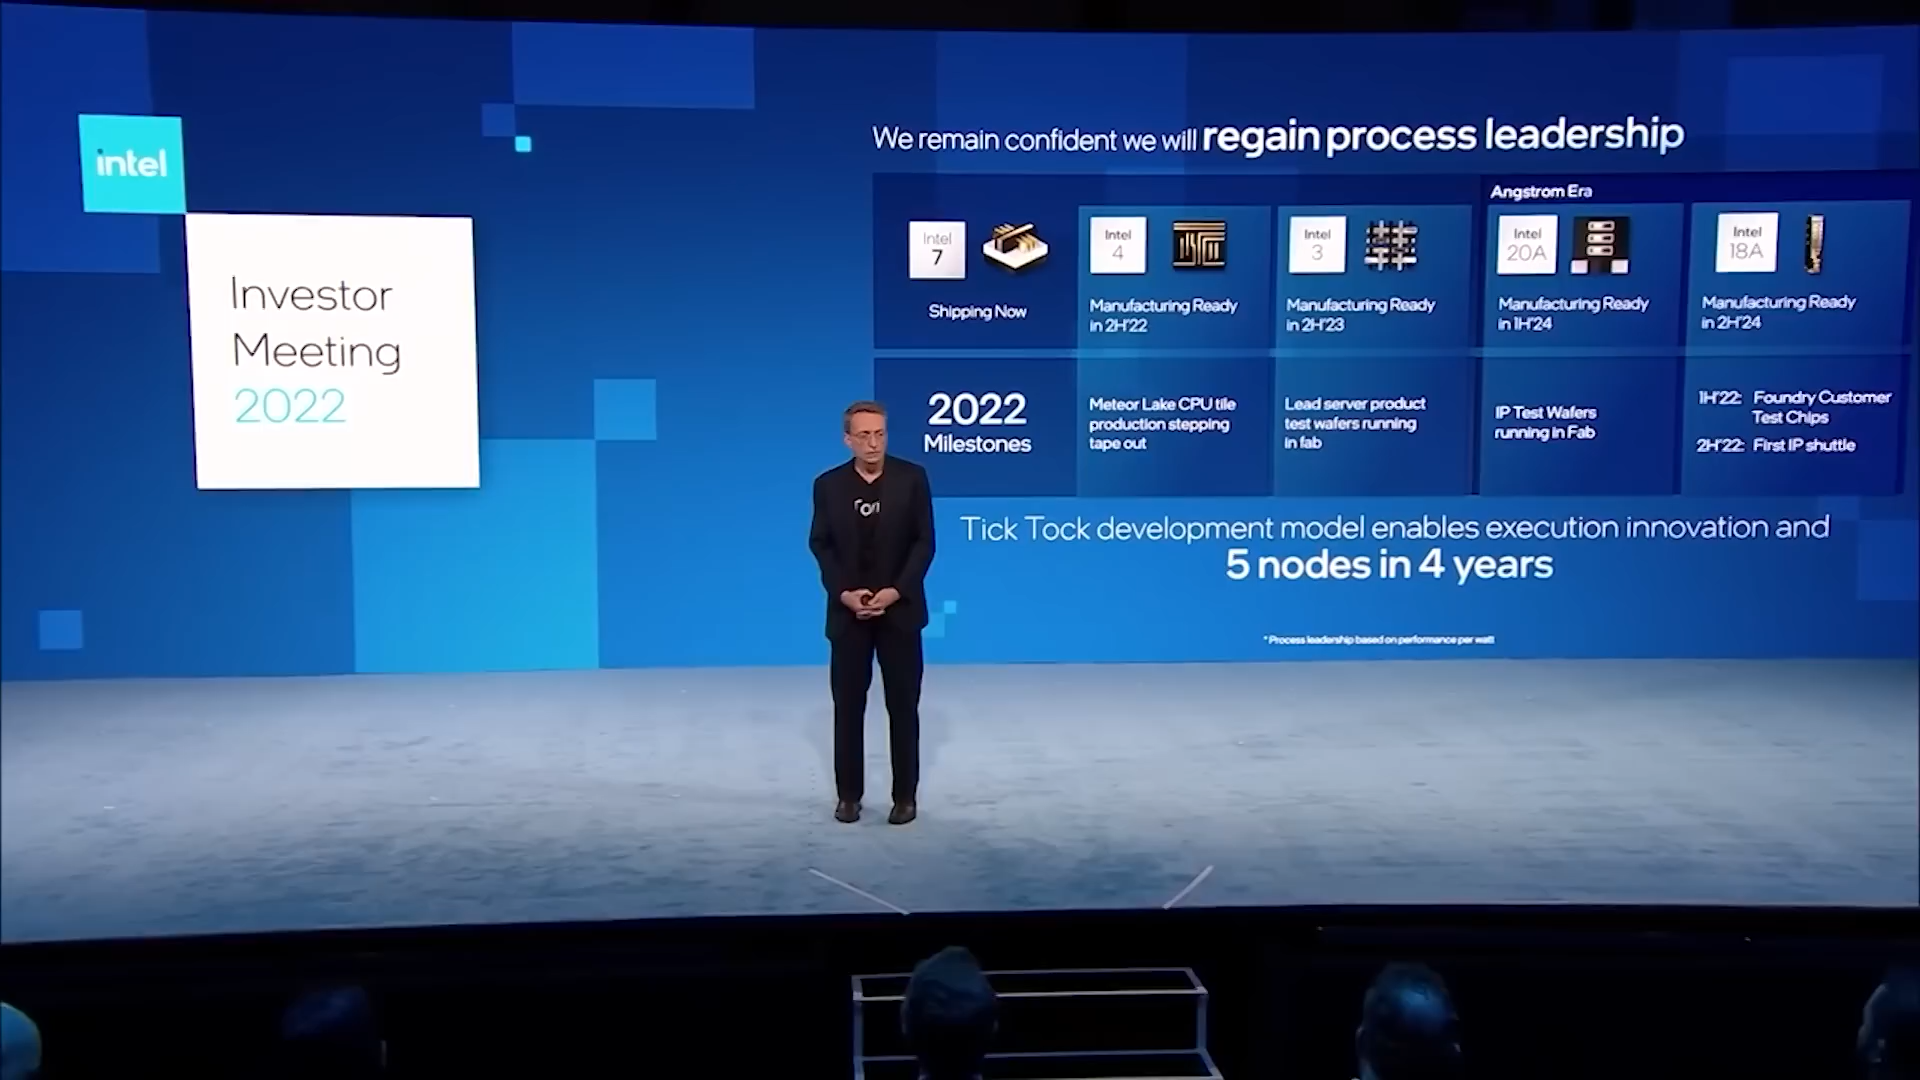 intel
Investor
Meeting
2022
We remain confident we will regain process leadership
Angstrom Era
Intel
7
Shipping Now
Intel
4
Manufacturing Ready
in 2H'22
Intel
3
Manufacturing Ready
in 2H'23
Intel
20A
Manufacturing Ready
in 1H'24
Intel
18A
Manufacturing Ready
in 2H'24
2022
Milestones
Meteor Lake CPU tile
production stepping
tape out
Lead server product
test wafers running
in fab
IP Test Wafers
running in Fab
1H'22: Foundry Customer
Test Chips
2H'22: First IP shuttle
Tick Tock development model enables execution innovation and
5 nodes in 4 years
* Process leadership based on performance per watt